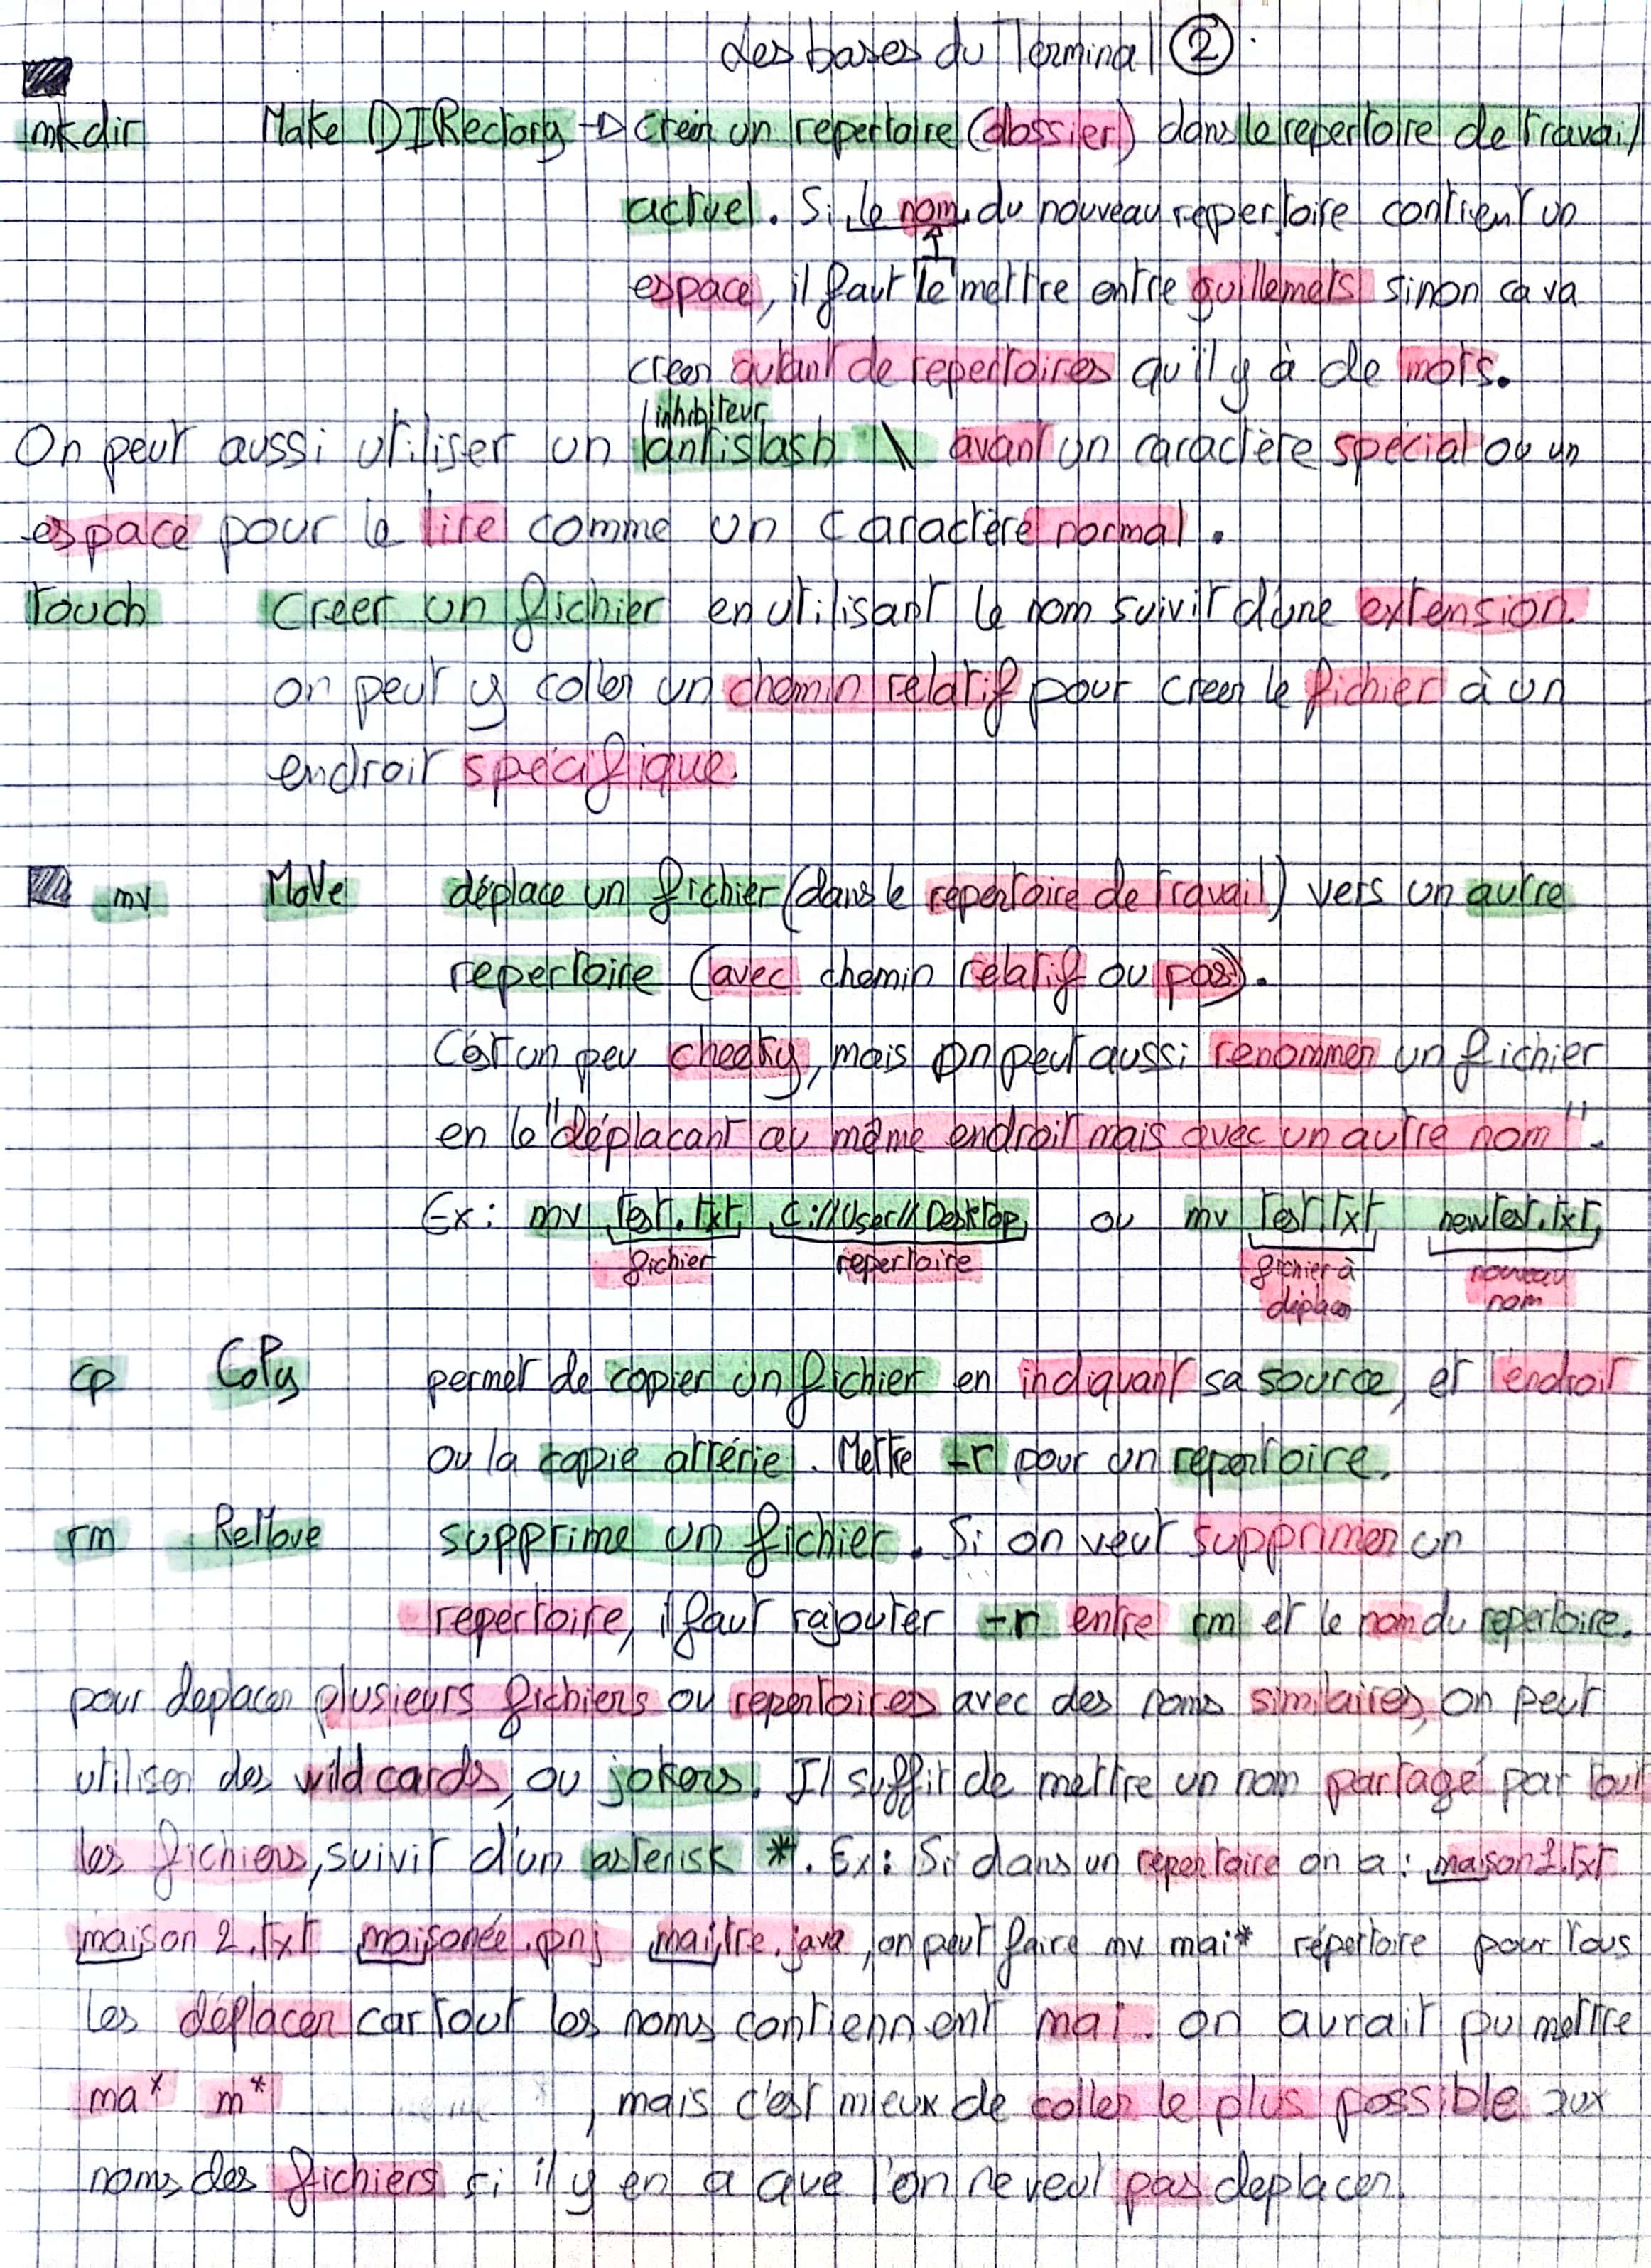 Les bases du Terminal 2
mkdir Make DIRectory → Créer un repertoire (dossier) dans le repertoire de travail
actuel. Si le nom du nouveau repertoire contient un
espace, il faut le mettre entre guillemets sinon ca va
creer autant de repertoires qu'il y à de mots.
inhibiteur
On peut aussi utiliser un antislash \ avant un caractère spécial ou un
espace pour le lire comme un caractère normal.
touch Creer un fichier en utilisant le nom suivit d'une extension.
on peut y coller un chemin relatif pour creer le fichier à un
endroit spécifique.
mv MoVe déplace un fichier (dans le repertoire de travail) vers un autre
repertoire (avec chemin relatif ou pas).
C'est un peu cheeky, mais on peut aussi renommer un fichier
en le "déplacant au même endroit mais avec un autre nom".
Ex: mv test.txt C://User//Desktop ou mv test.txt newtest.txt
fichier repertoire fichier à déplacer nouveau nom
cp CoPy permet de copier un fichier en indiquant sa source, et l'endroit
ou la copie attérie. Mettre -r pour un repertoire.
rm ReMove supprime un fichier. Si on veut supprimer un
repertoire, il faut rajouter -r entre rm et le nom du repertoire.
pour deplacer plusieurs fichiers ou repertoires avec des noms similaires, on peut
utiliser des wildcards, ou jokers. Il suffit de mettre un nom partagé par tout
les fichiers, suivit d'un asterisk *. Ex: Si dans un repertoire on a: maison1.txt
maison2.txt maisonée.pnj maitre.java, on peut faire mv mai* répertoire pour tous
les déplacer car tout les noms contiennent mai. on aurait pu mettre
ma* m* , mais c'est mieux de coller le plus possible aux
noms des fichiers si il y en a que l'on ne veut pas deplacer.